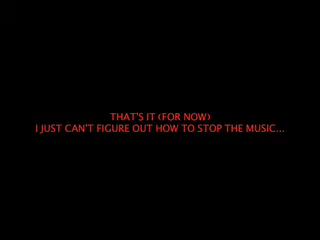 THAT'S IT (FOR NOW)
I JUST CAN'T FIGURE OUT HOW TO STOP THE MUSIC...